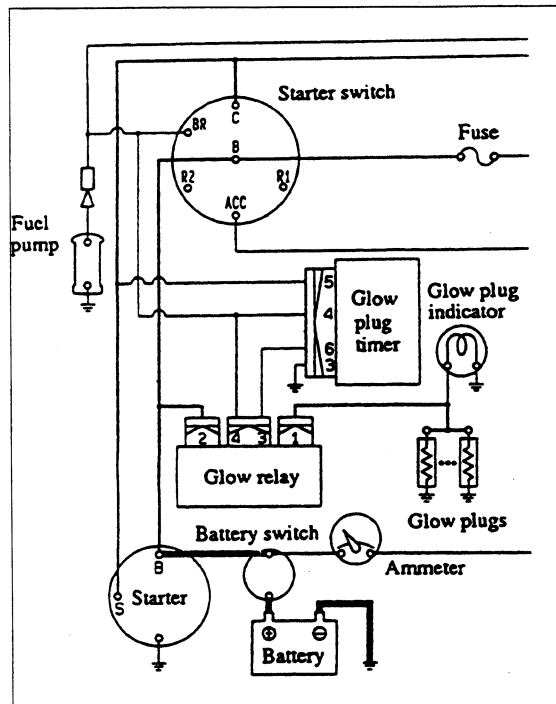 Starter switch
C
BR
B
R2
R1
ACC
Fuse
Fuel
pump
5
4
6
3
Glow
plug
timer
Glow plug
indicator
2
4
3
1
Glow relay
Glow plugs
Battery switch
B
S
Starter
Ammeter
Battery